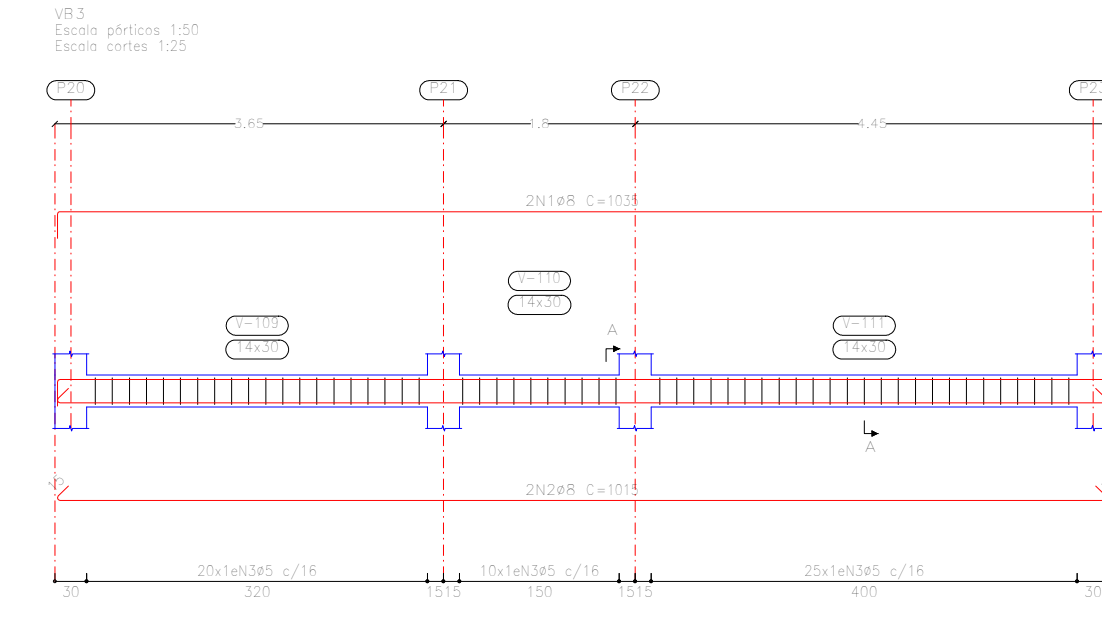 VB3
Escala pórticos 1:50
Escala cortes 1:25
P20 P21 P22
3.65 1.8 4.45
2N1ø8 C=1035
V-110
14x30
V-109 V-111
14x30 14x30
A
A
15
2N2ø8 C=1015
20x1eN3ø5 c/16 10x1eN3ø5 c/16 25x1eN3ø5 c/16
30 320 1515 150 1515 400 30